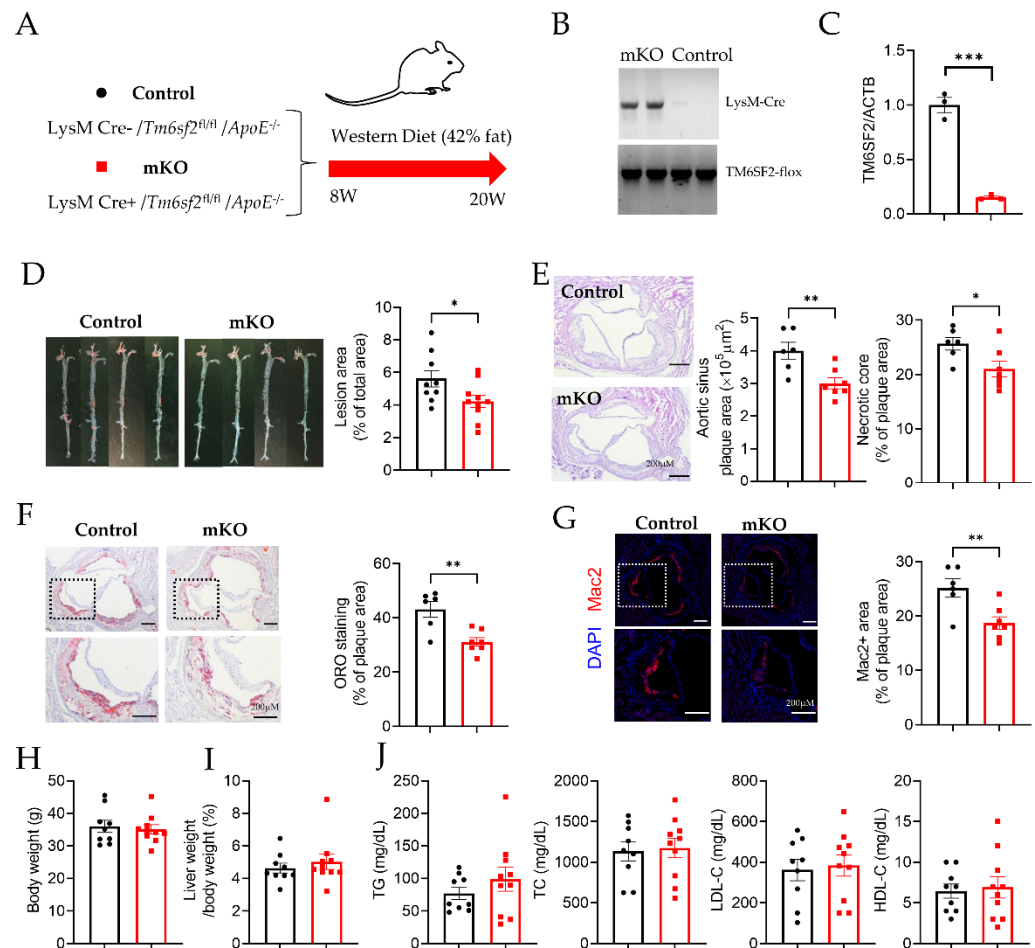 A
Control
LysM Cre- /Tm6sf2fl/fl /ApoE-/-
mKO
LysM Cre+ /Tm6sf2fl/fl /ApoE-/-
Western Diet (42% fat)
8W
20W
B
mKO Control
LysM-Cre
TM6SF2-flox
C
TM6SF2/ACTB
1.5
1.0
0.5
0.0
***
D
Control
mKO
Lesion area
(% of total area)
10
8
6
4
2
0
*
E
Control
mKO
200μM
Aortic sinus
plaque area (×10⁵μm²)
6
5
4
3
2
1
0
**
Necrotic core
(% of plaque area)
30
20
10
0
*
F
Control
mKO
200μM
ORO staining
(% of plaque area)
60
40
20
0
**
G
Control
mKO
DAPI Mac2
200μM
Mac2+ area
(% of plaque area)
30
20
10
0
**
H
Body weight (g)
50
40
30
20
10
0
I
Liver weight
/body weight (%)
10
8
6
4
2
0
J
TG (mg/dL)
250
200
150
100
50
0
TC (mg/dL)
2000
1500
1000
500
0
LDL-C (mg/dL)
800
600
400
200
0
HDL-C (mg/dL)
20
15
10
5
0